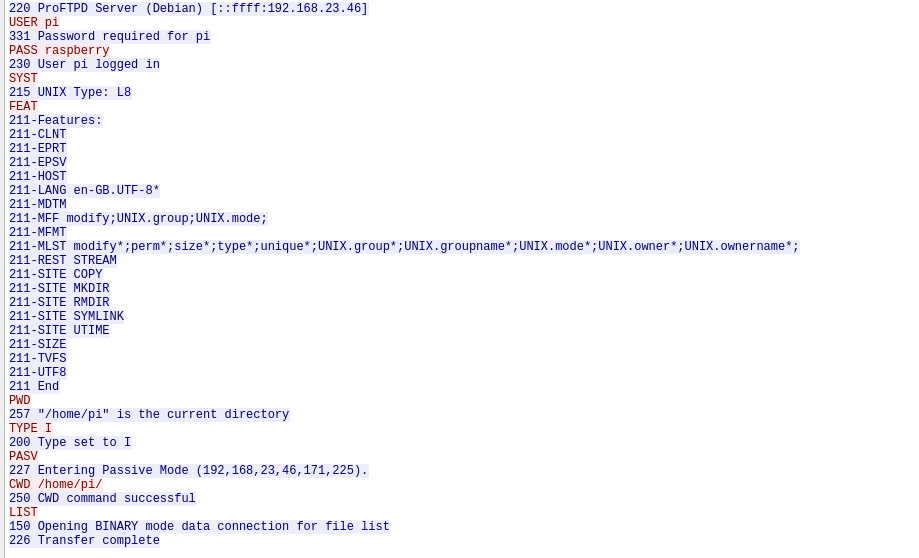 220 ProFTPD Server (Debian) [::ffff:192.168.23.46]
USER pi
331 Password required for pi
PASS raspberry
230 User pi logged in
SYST
215 UNIX Type: L8
FEAT
211-Features:
211-CLNT
211-EPRT
211-EPSV
211-HOST
211-LANG en-GB.UTF-8*
211-MDTM
211-MFF modify;UNIX.group;UNIX.mode;
211-MFMT
211-MLST modify*;perm*;size*;type*;unique*;UNIX.group*;UNIX.groupname*;UNIX.mode*;UNIX.owner*;UNIX.ownername*;
211-REST STREAM
211-SITE COPY
211-SITE MKDIR
211-SITE RMDIR
211-SITE SYMLINK
211-SITE UTIME
211-SIZE
211-TVFS
211-UTF8
211 End
PWD
257 "/home/pi" is the current directory
TYPE I
200 Type set to I
PASV
227 Entering Passive Mode (192,168,23,46,171,225).
CWD /home/pi/
250 CWD command successful
LIST
150 Opening BINARY mode data connection for file list
226 Transfer complete